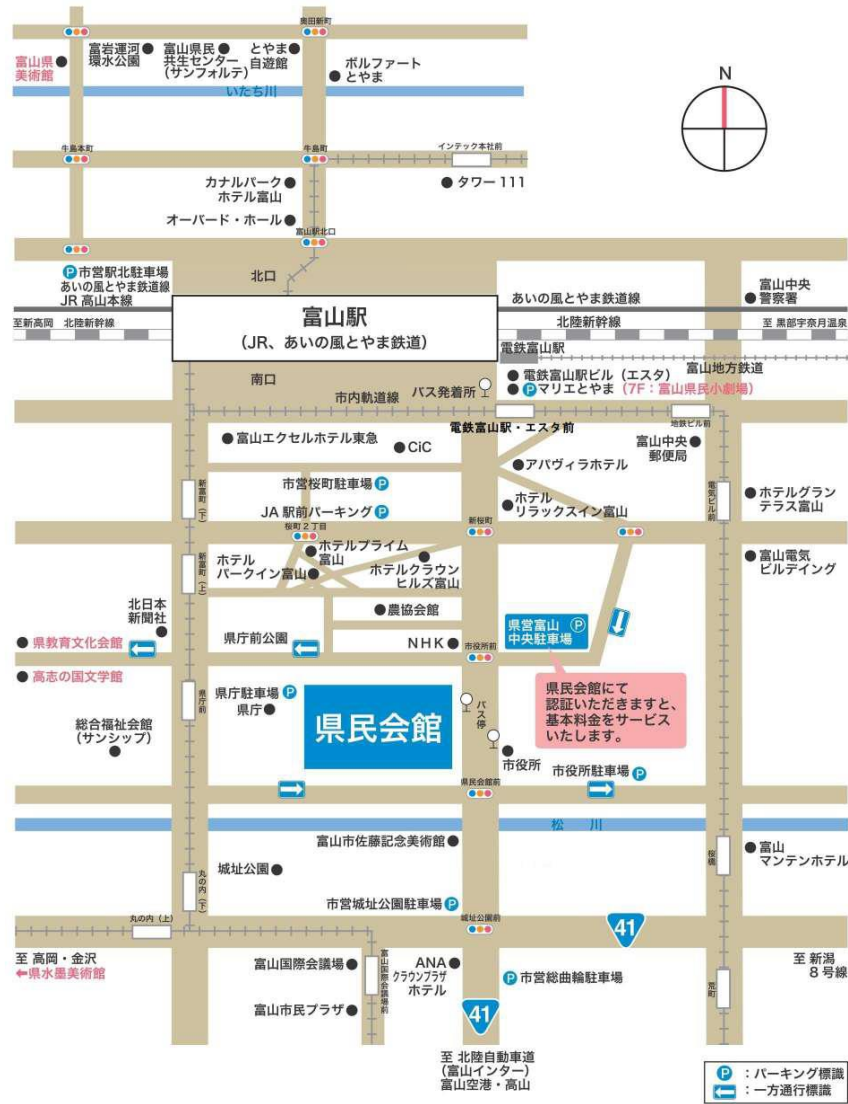 奥田新町
富山県
美術館
富岩運河
環水公園
富山県民
共生センター
(サンフォルテ)
とやま
自遊館
ボルファート
とやま
いたち川
N
牛島本町
牛島町
インテック本社前
カナルパーク
ホテル富山
タワー111
オーバード・ホール
富山駅北口
P 市営駅北駐車場
あいの風とやま鉄道線
JR 高山本線
北口
富山駅
(JR、あいの風とやま鉄道)
あいの風とやま鉄道線
富山中央
警察署
至新高岡 北陸新幹線
北陸新幹線
至 黒部宇奈月温泉
電鉄富山駅
富山地方鉄道
南口
バス発着所
電鉄富山駅ビル(エスタ)
P マリエとやま(7F:富山県民小劇場)
市内軌道線
電鉄富山駅・エスタ前
地鉄ビル前
富山エクセルホテル東急
CiC
富山中央
郵便局
アパヴィラホテル
市営桜町駐車場 P
新富町(下)
電気ビル前
ホテルグラン
テラス富山
ホテル
リラックスイン富山
JA 駅前パーキング P
桜町2丁目
新桜町
ホテルプライム
富山
ホテル
パークイン富山
ホテルクラウン
ヒルズ富山
新富町(上)
富山電気
ビルデイング
北日本
新聞社
農協会館
県営富山
中央駐車場 P
県教育文化会館
県庁前公園
NHK
市役所前
高志の国文学館
県民会館にて
認証いただきますと、
基本料金をサービス
いたします。
県庁駐車場 P
県庁
県庁前
県民会館
バス停
総合福祉会館
(サンシップ)
市役所
市役所駐車場 P
県民会館前
松 川
富山市佐藤記念美術館
桜橋
富山
マンテンホテル
城址公園
丸の内(下)
市営城址公園駐車場 P
丸の内(上)
城址公園前
41
至 高岡・金沢
←県水墨美術館
富山国際会議場
富山国際会議場前
ANA
クラウンプラザ
ホテル
P 市営総曲輪駐車場
荒町
至 新潟
8号線
富山市民プラザ
41
至 北陸自動車道
(富山インター)
富山空港・高山
P :パーキング標識
:一方通行標識